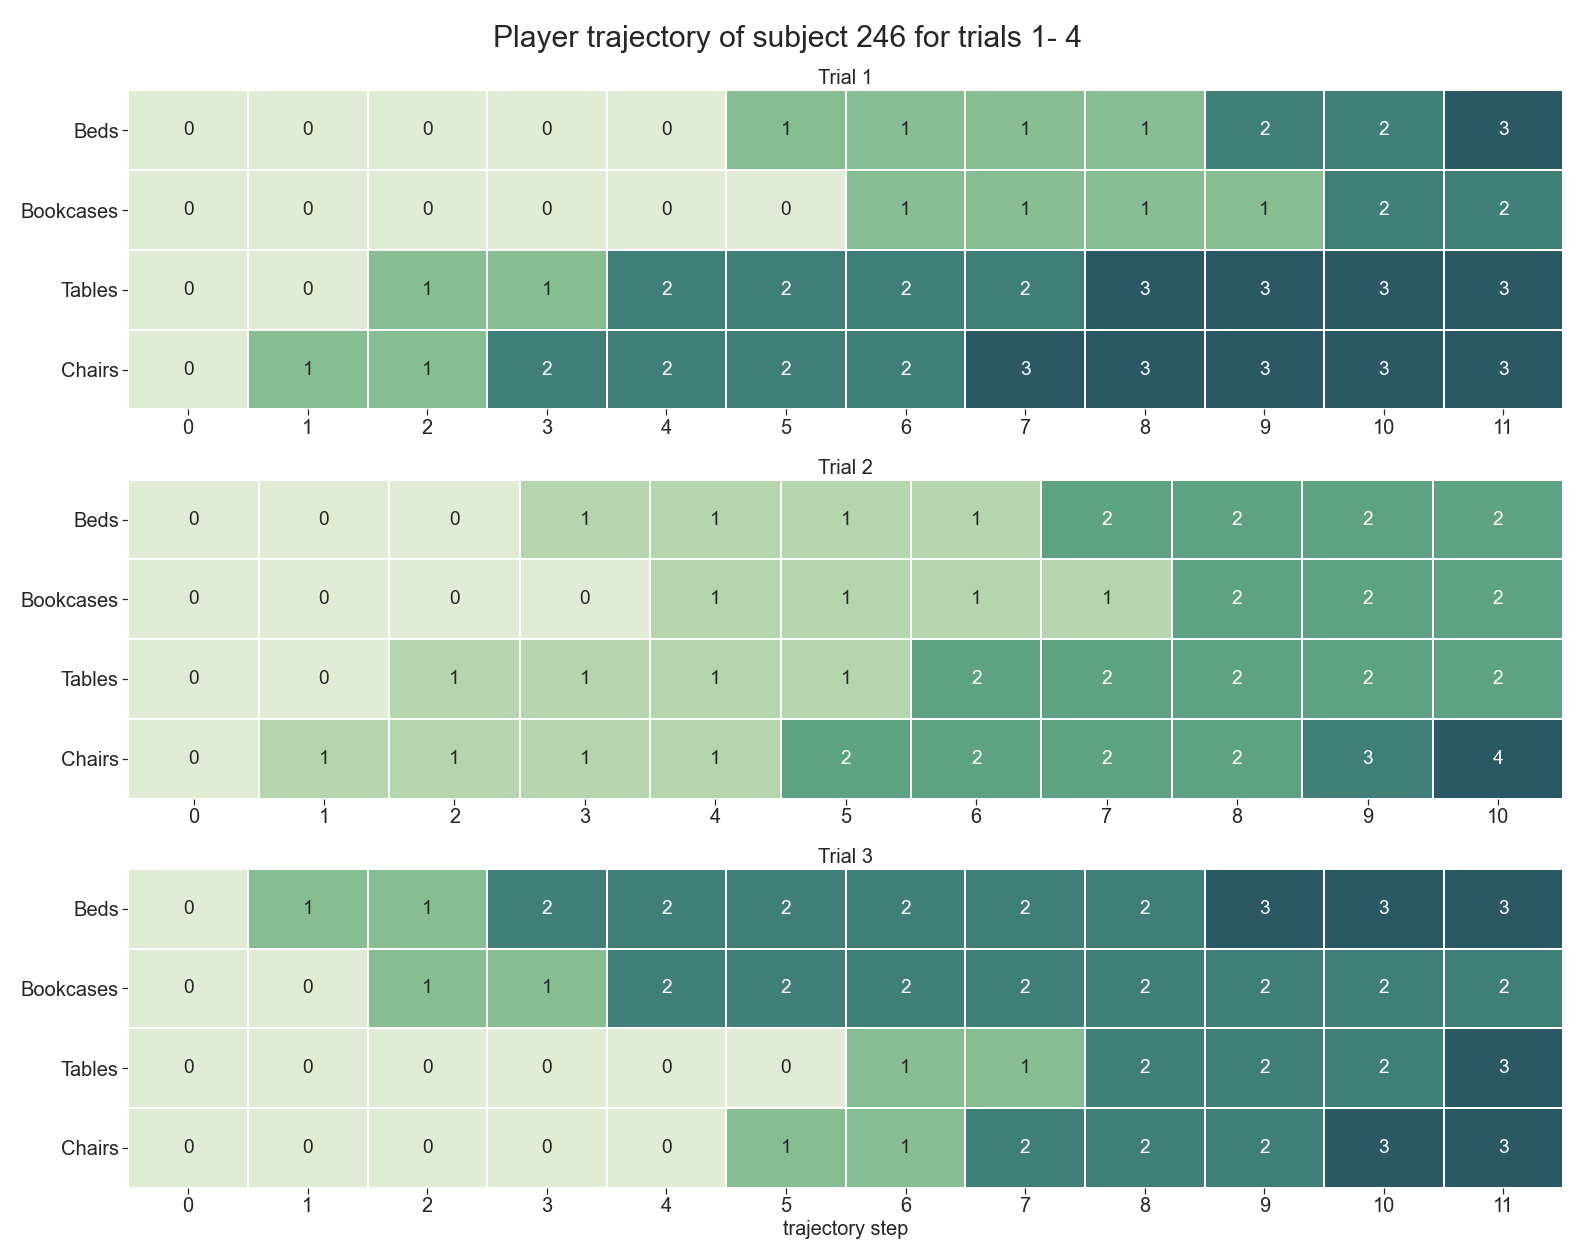 Player trajectory of subject 246 for trials 1- 4
Trial 1
Beds 0 0 0 0 0 1 1 1 1 2 2 3
Bookcases 0 0 0 0 0 0 1 1 1 1 2 2
Tables 0 0 1 1 2 2 2 2 3 3 3 3
Chairs 0 1 1 2 2 2 2 3 3 3 3 3
0 1 2 3 4 5 6 7 8 9 10 11
Trial 2
Beds 0 0 0 1 1 1 1 2 2 2 2
Bookcases 0 0 0 0 1 1 1 1 2 2 2
Tables 0 0 1 1 1 1 2 2 2 2 2
Chairs 0 1 1 1 1 2 2 2 2 3 4
0 1 2 3 4 5 6 7 8 9 10
Trial 3
Beds 0 1 1 2 2 2 2 2 2 3 3 3
Bookcases 0 0 1 1 2 2 2 2 2 2 2 2
Tables 0 0 0 0 0 0 1 1 2 2 2 3
Chairs 0 0 0 0 0 1 1 2 2 2 3 3
0 1 2 3 4 5 6 7 8 9 10 11
trajectory step